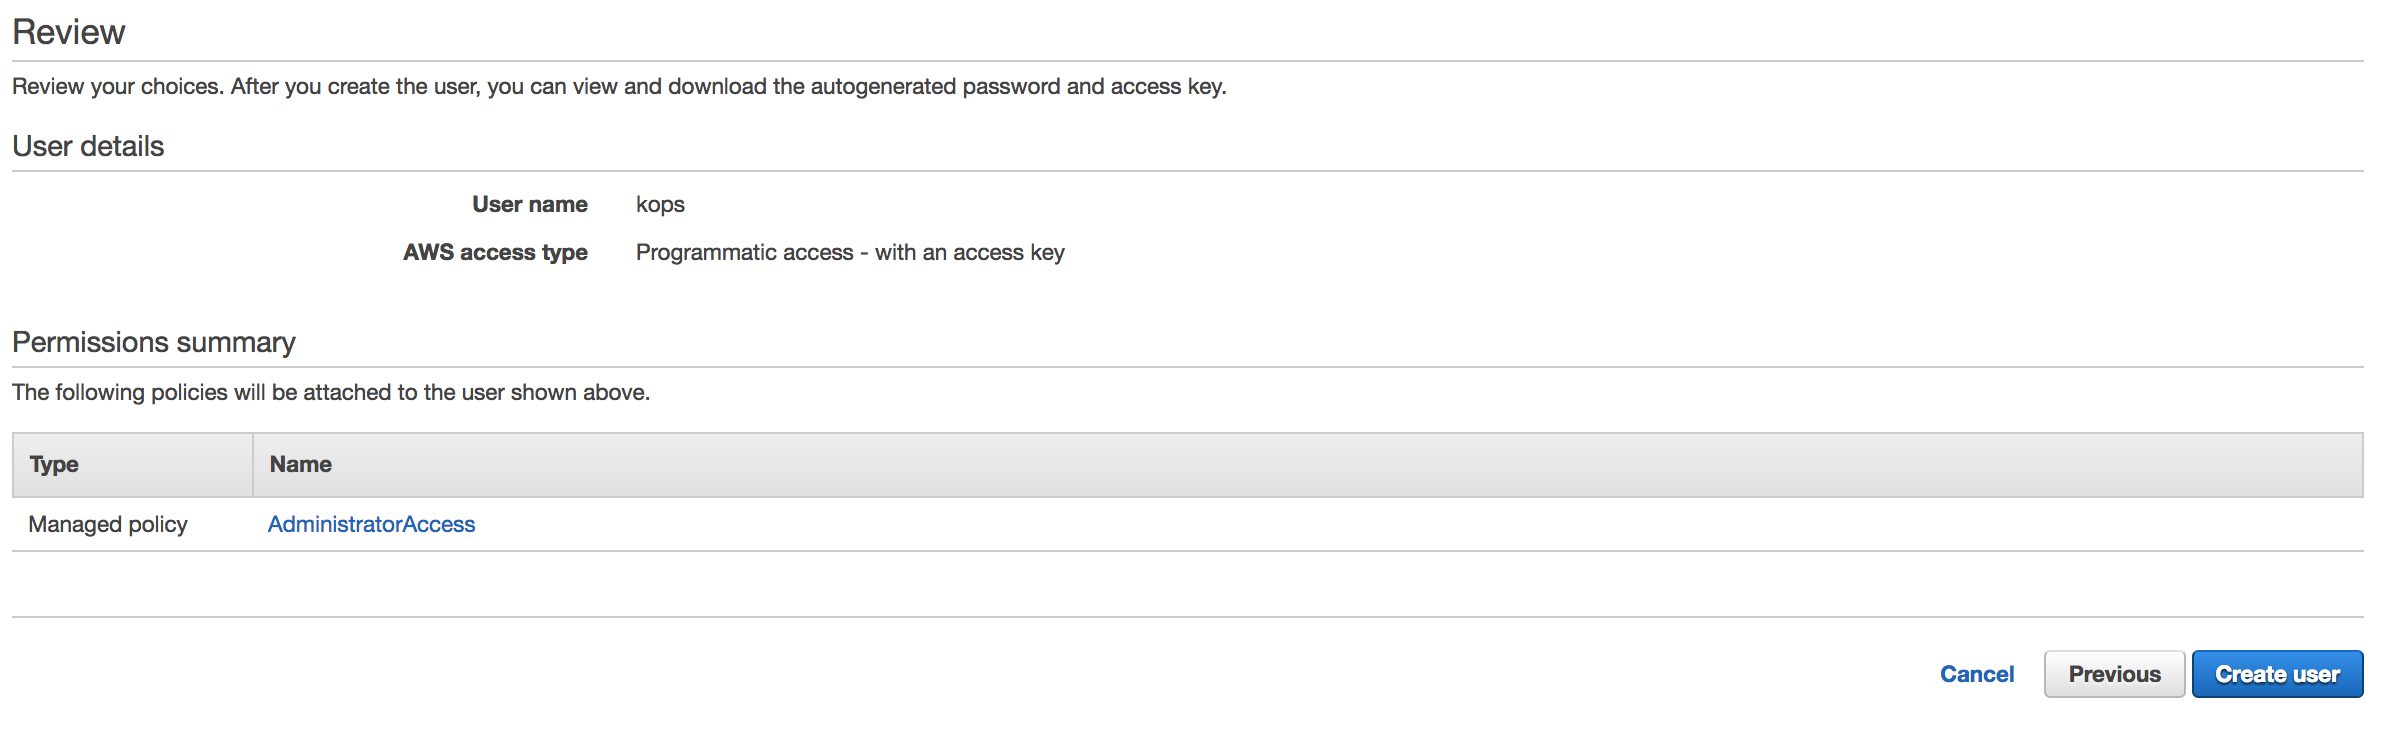 Review
Review your choices. After you create the user, you can view and download the autogenerated password and access key.
User details
User name kops
AWS access type Programmatic access - with an access key
Permissions summary
The following policies will be attached to the user shown above.
Type Name
Managed policy AdministratorAccess
Cancel Previous Create user